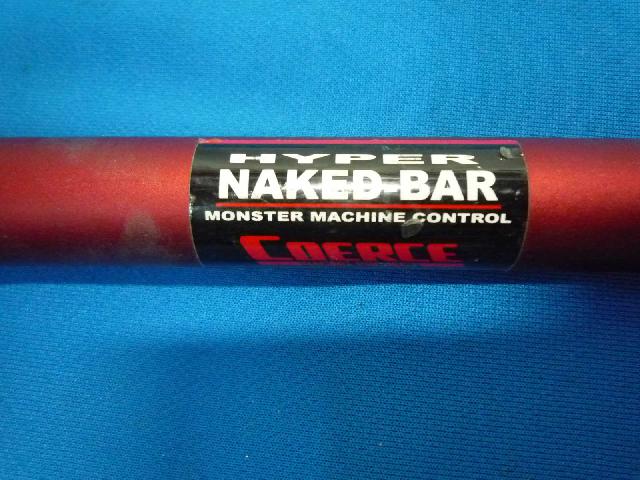 HYPER
NAKED-BAR
MONSTER MACHINE CONTROL
COERCE